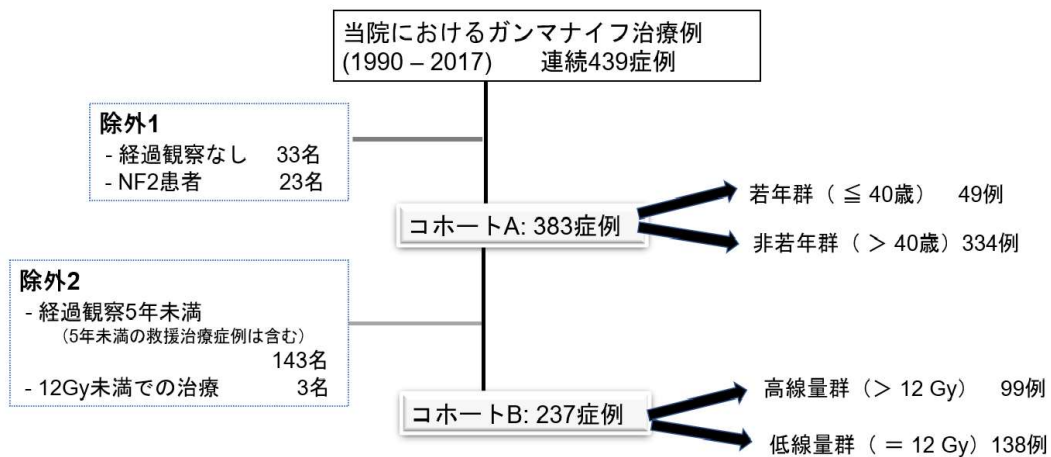 当院におけるガンマナイフ治療例
(1990 – 2017) 連続439症例
除外1
- 経過観察なし 33名
- NF2患者 23名
コホートA: 383症例
若年群（ ≦ 40歳） 49例
非若年群（ > 40歳）334例
除外2
- 経過観察5年未満
（5年未満の救援治療症例は含む）
143名
- 12Gy未満での治療 3名
コホートB: 237症例
高線量群（> 12 Gy） 99例
低線量群（ = 12 Gy）138例